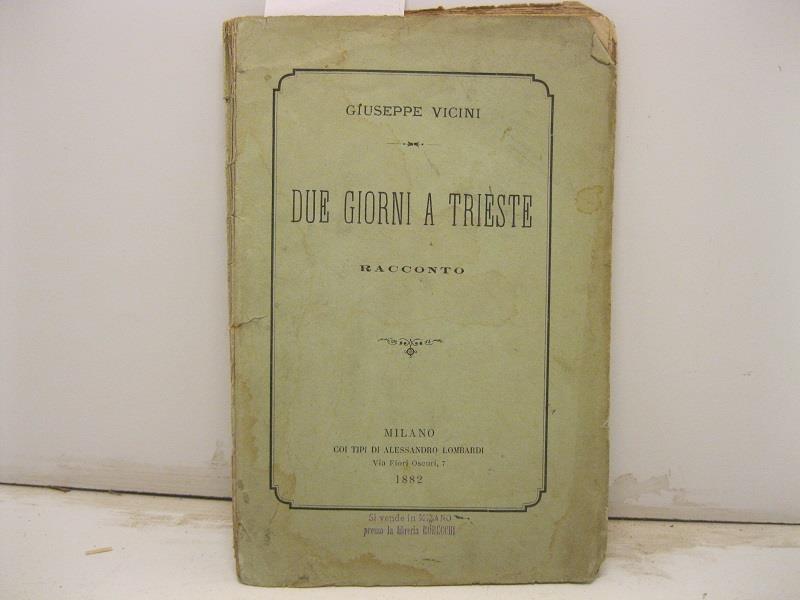 GIUSEPPE VICINI
DUE GIORNI A TRIESTE
RACCONTO
MILANO
COI TIPI DI ALESSANDRO LOMBARDI
Via Fiori Oscuri, 7
1882
Si vende in MILANO
presso la libreria